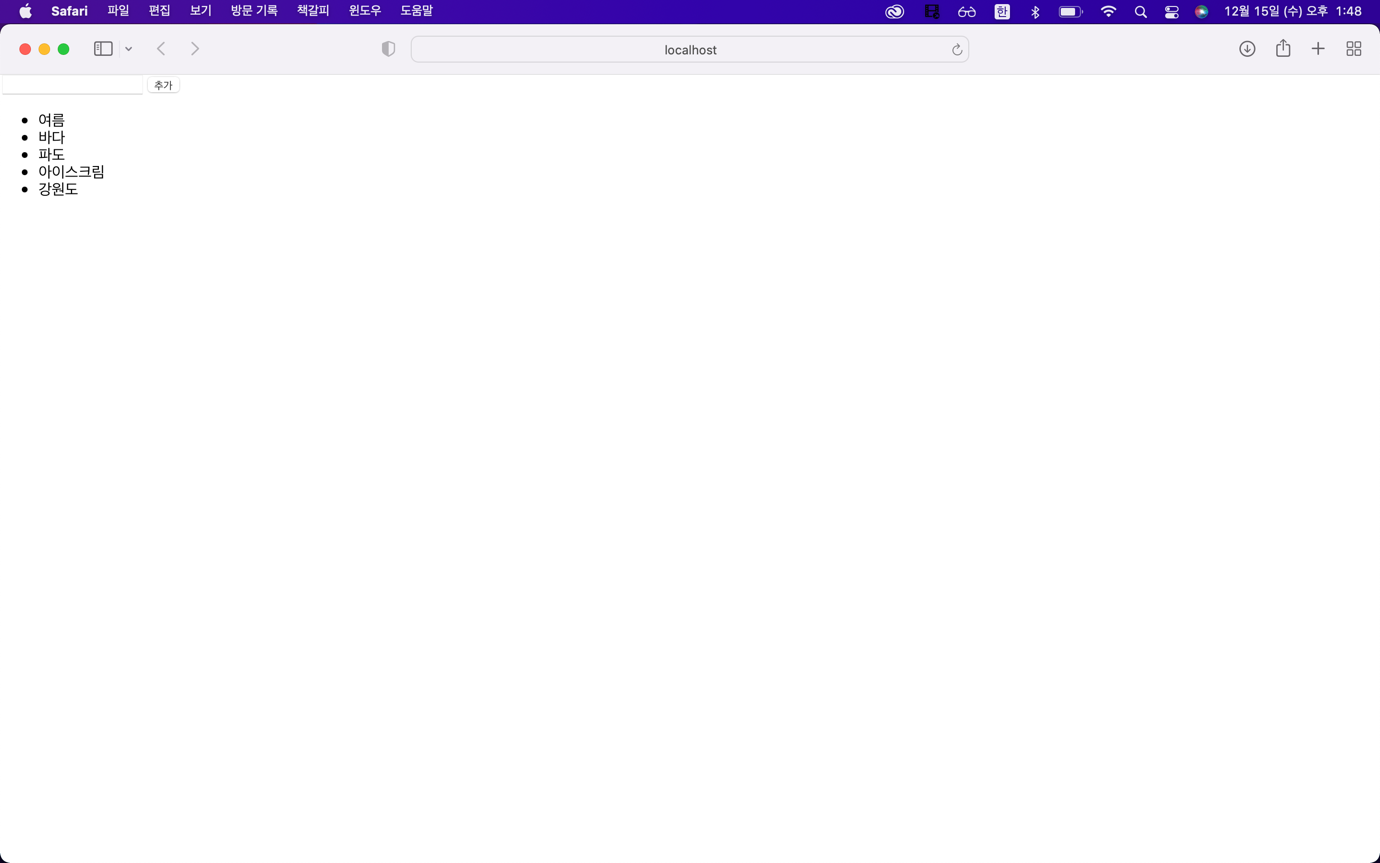 Safari 파일 편집 보기 방문 기록 책갈피 윈도우 도움말 한 12월 15일 (수) 오후 1:48
localhost
추가
여름
바다
파도
아이스크림
강원도